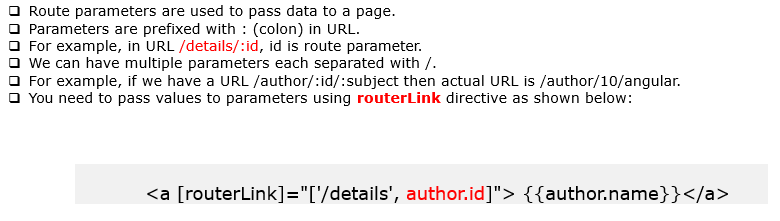 ❑ Route parameters are used to pass data to a page.
❑ Parameters are prefixed with : (colon) in URL.
❑ For example, in URL /details/:id, id is route parameter.
❑ We can have multiple parameters each separated with /.
❑ For example, if we have a URL /author/:id/:subject then actual URL is /author/10/angular.
❑ You need to pass values to parameters using routerLink directive as shown below:
<a [routerLink]="['/details', author.id]"> {{author.name}}</a>